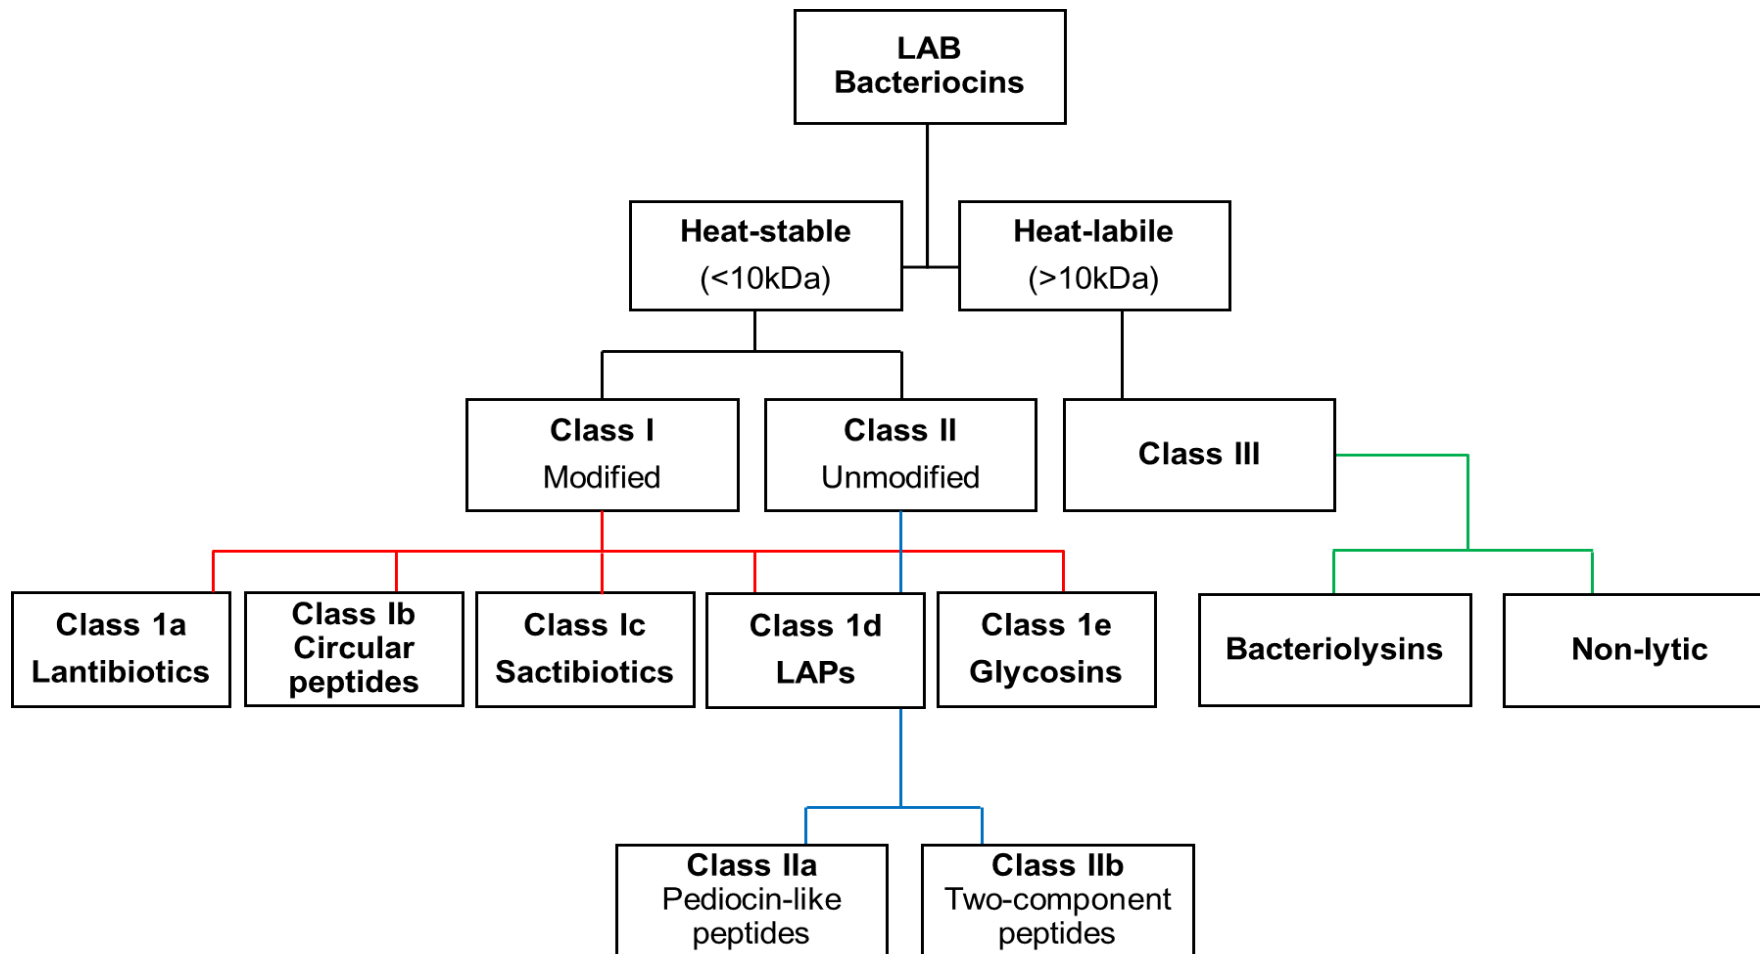 LAB
Bacteriocins
Heat-stable
(<10kDa)
Heat-labile
(>10kDa)
Class I
Modified
Class II
Unmodified
Class III
Class 1a
Lantibiotics
Class Ib
Circular
peptides
Class Ic
Sactibiotics
Class 1d
LAPs
Class 1e
Glycosins
Bacteriolysins
Non-lytic
Class IIa
Pediocin-like
peptides
Class IIb
Two-component
peptides